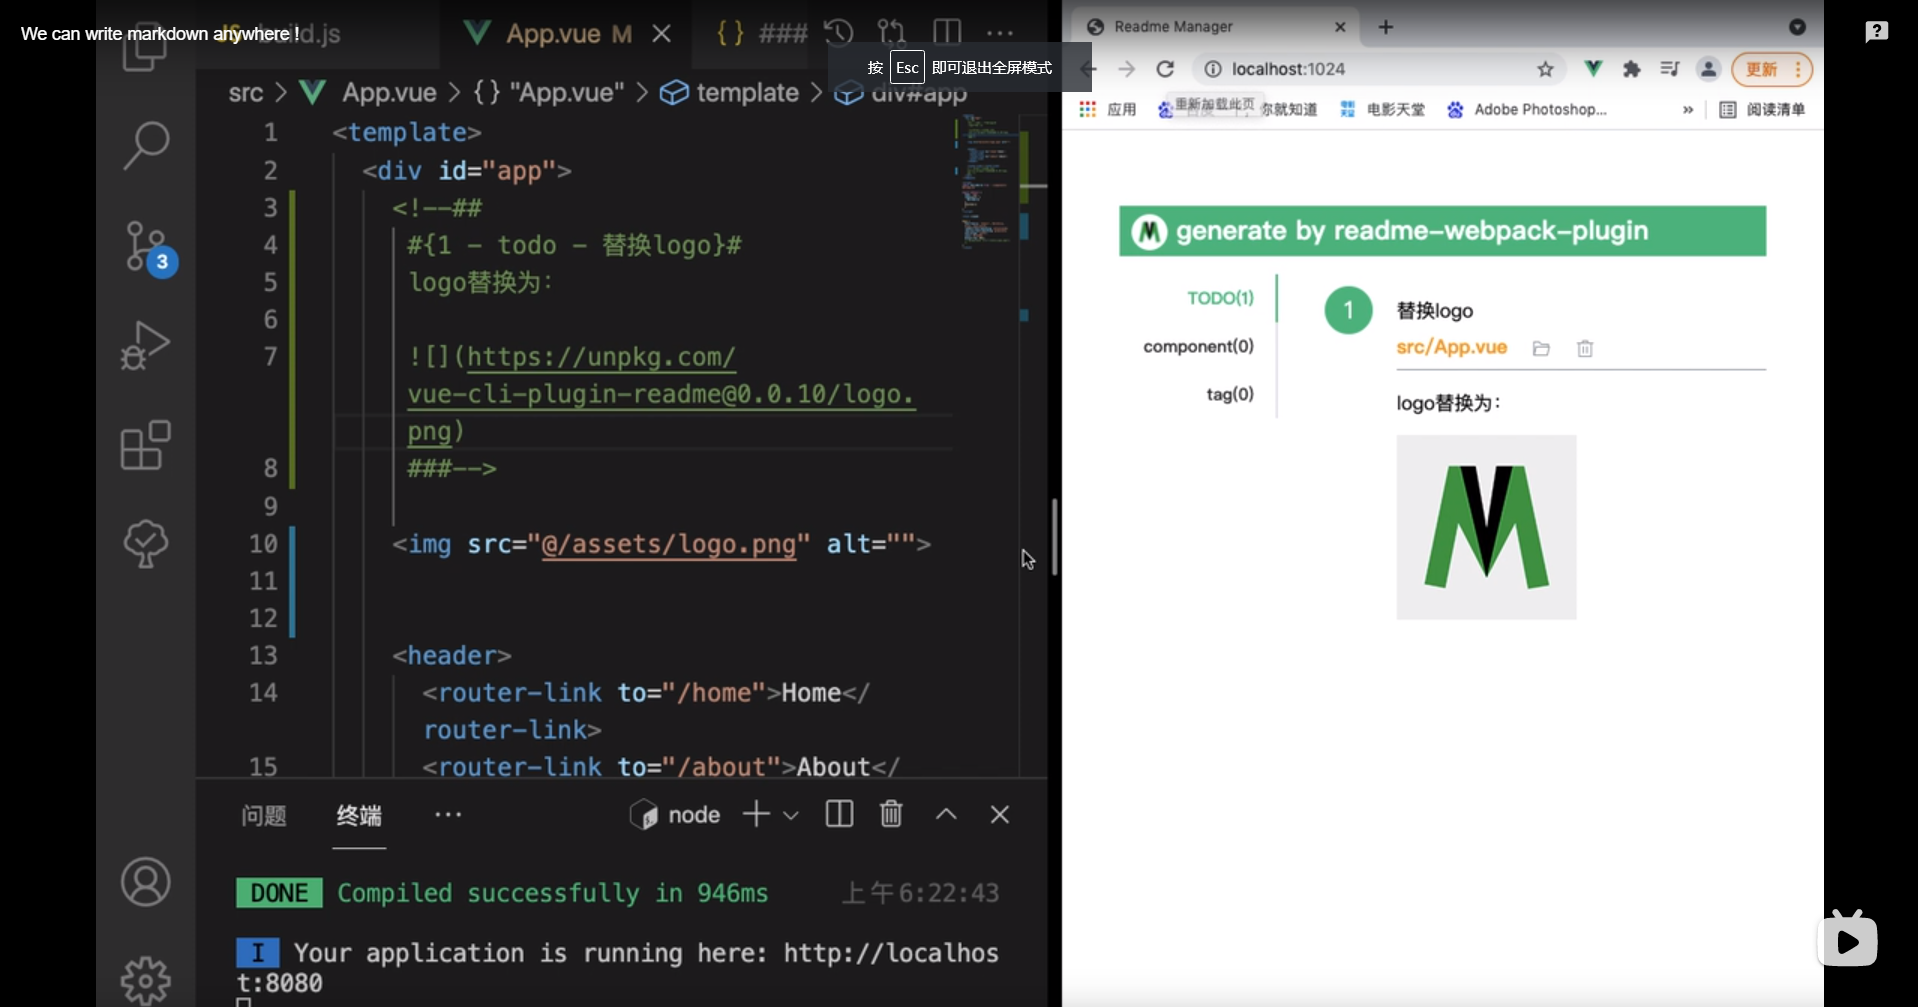 We can write markdown anywhere !
build.js
App.vue M
{} ###
按 Esc 即可退出全屏模式
src > App.vue > {} "App.vue" > template > div#app
1 <template>
2 <div id="app">
3 <!--##
4 #{1 - todo - 替换logo}#
5 logo替换为：
6
7 ![](https://unpkg.com/
vue-cli-plugin-readme@0.0.10/logo.
png)
8 ###-->
9
10 <img src="@/assets/logo.png" alt="">
11
12
13 <header>
14 <router-link to="/home">Home</
router-link>
15 <router-link to="/about">About</
3
问题 终端 ··· node
DONE Compiled successfully in 946ms 上午6:22:43
I Your application is running here: http://localhos
t:8080
Readme Manager
localhost:1024
更新
应用
重新加载此页
你就知道
电影天堂
Adobe Photoshop...
»
阅读清单
generate by readme-webpack-plugin
TODO(1)
component(0)
tag(0)
1 替换logo
src/App.vue
logo替换为：